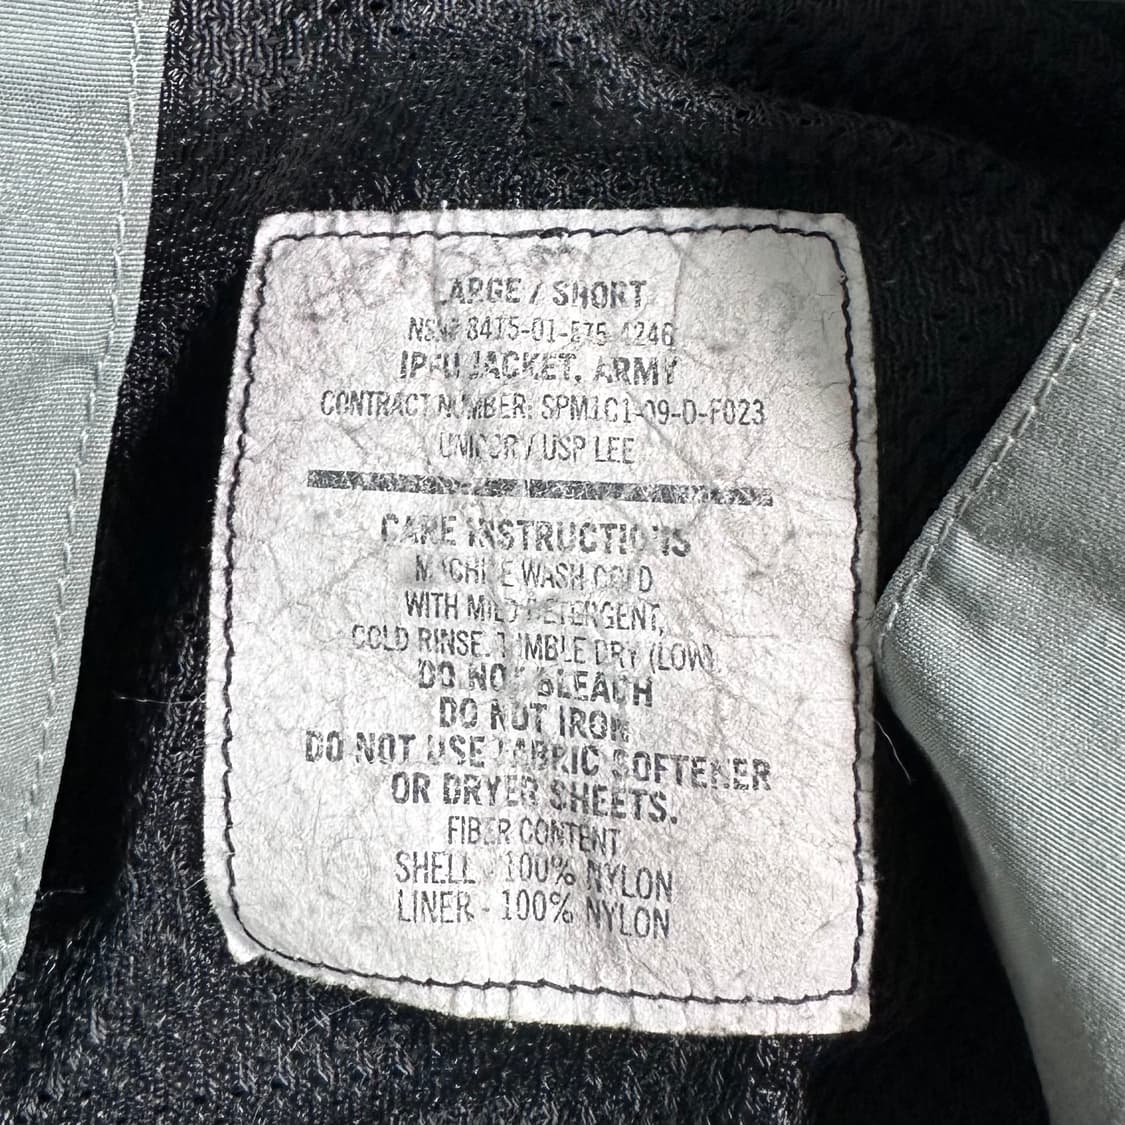 LARGE / SHORT
8415-01-575-4246
IPFU JACKET, ARMY
CONTRACT NUMBER: SPM1C1-09-D-F023
UNICOR / USP LEE
CARE INSTRUCTIONS
MACHINE WASH COLD
WITH MILD DETERGENT,
COLD RINSE. TUMBLE DRY (LOW)
DO NOT BLEACH
DO NOT IRON
DO NOT USE FABRIC SOFTENER
OR DRYER SHEETS.
FIBER CONTENT
SHELL - 100% NYLON
LINER - 100% NYLON